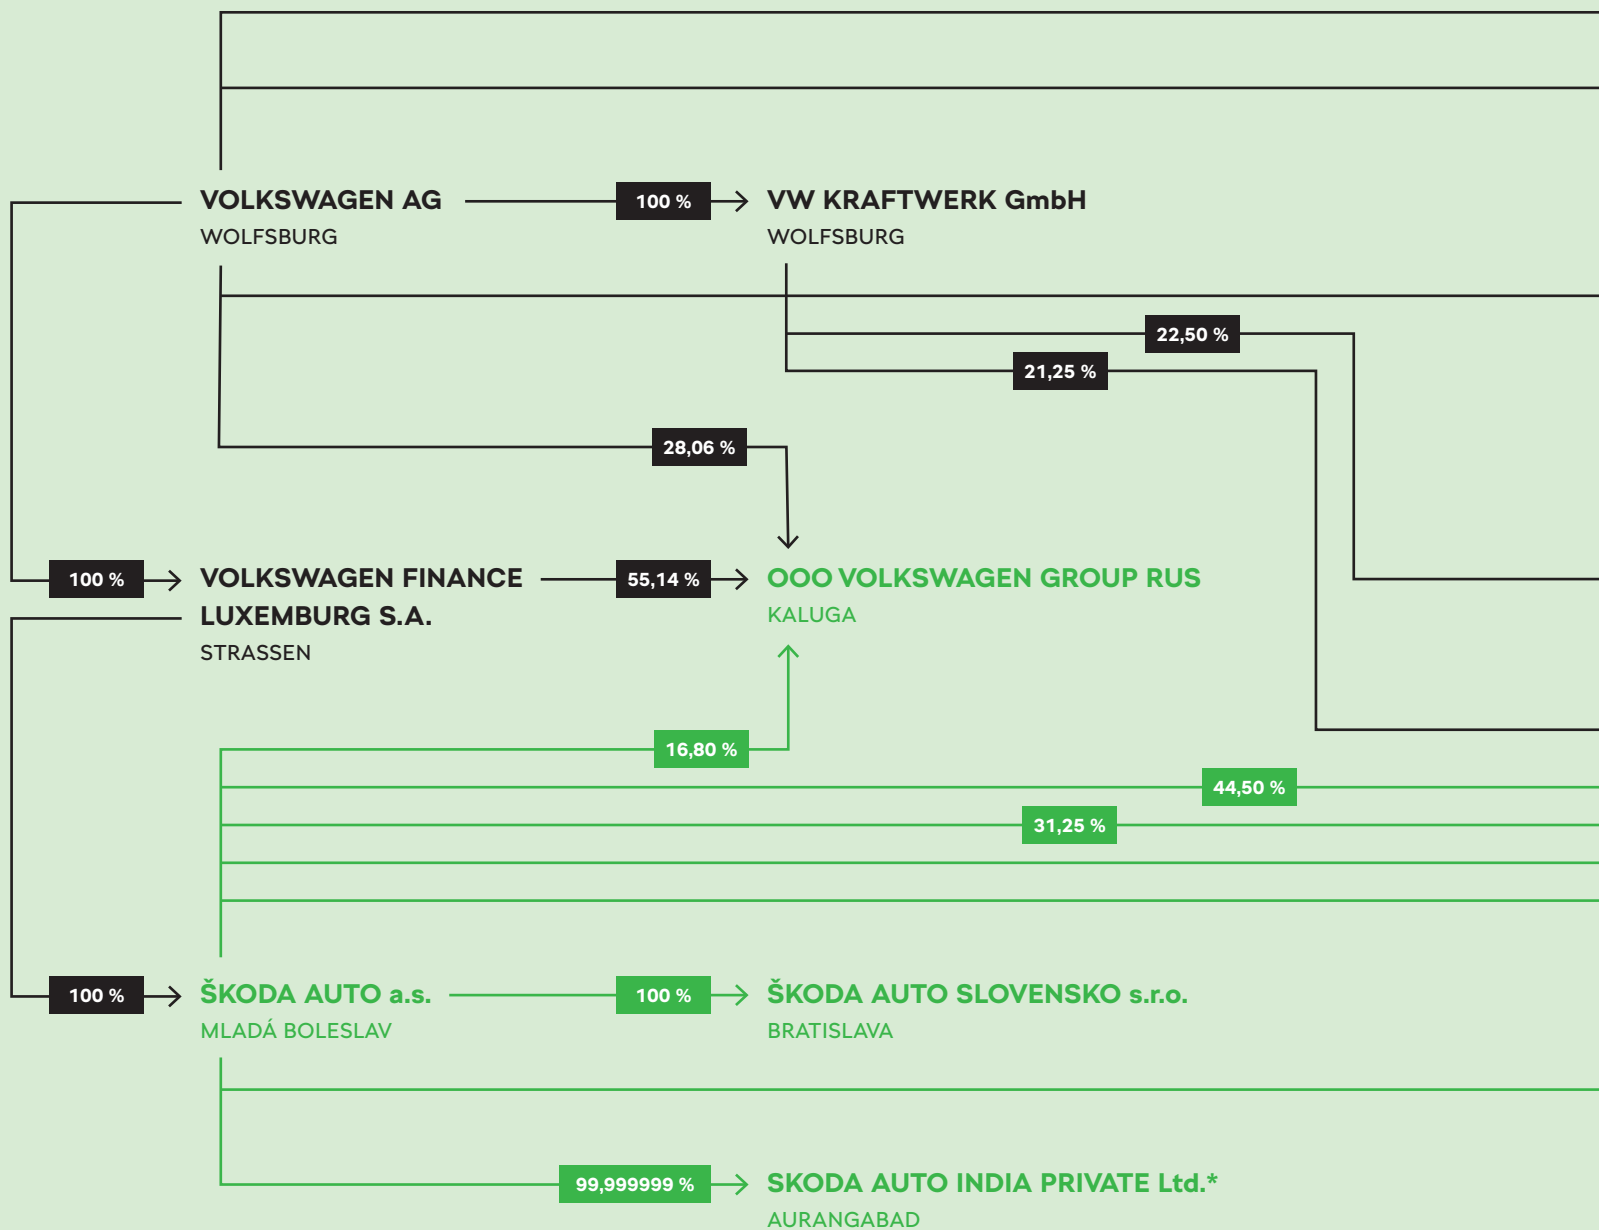 VOLKSWAGEN AG
WOLFSBURG
100 %
VW KRAFTWERK GmbH
WOLFSBURG
22,50 %
21,25 %
28,06 %
100 %
VOLKSWAGEN FINANCE
LUXEMBURG S.A.
STRASSEN
55,14 %
OOO VOLKSWAGEN GROUP RUS
KALUGA
16,80 %
44,50 %
31,25 %
100 %
ŠKODA AUTO a.s.
MLADÁ BOLESLAV
100 %
ŠKODA AUTO SLOVENSKO s.r.o.
BRATISLAVA
99,999999 %
SKODA AUTO INDIA PRIVATE Ltd.*
AURANGABAD